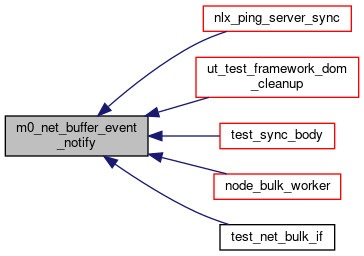 nlx_ping_server_sync
ut_test_framework_dom
_cleanup
m0_net_buffer_event
_notify
test_sync_body
node_bulk_worker
test_net_bulk_if